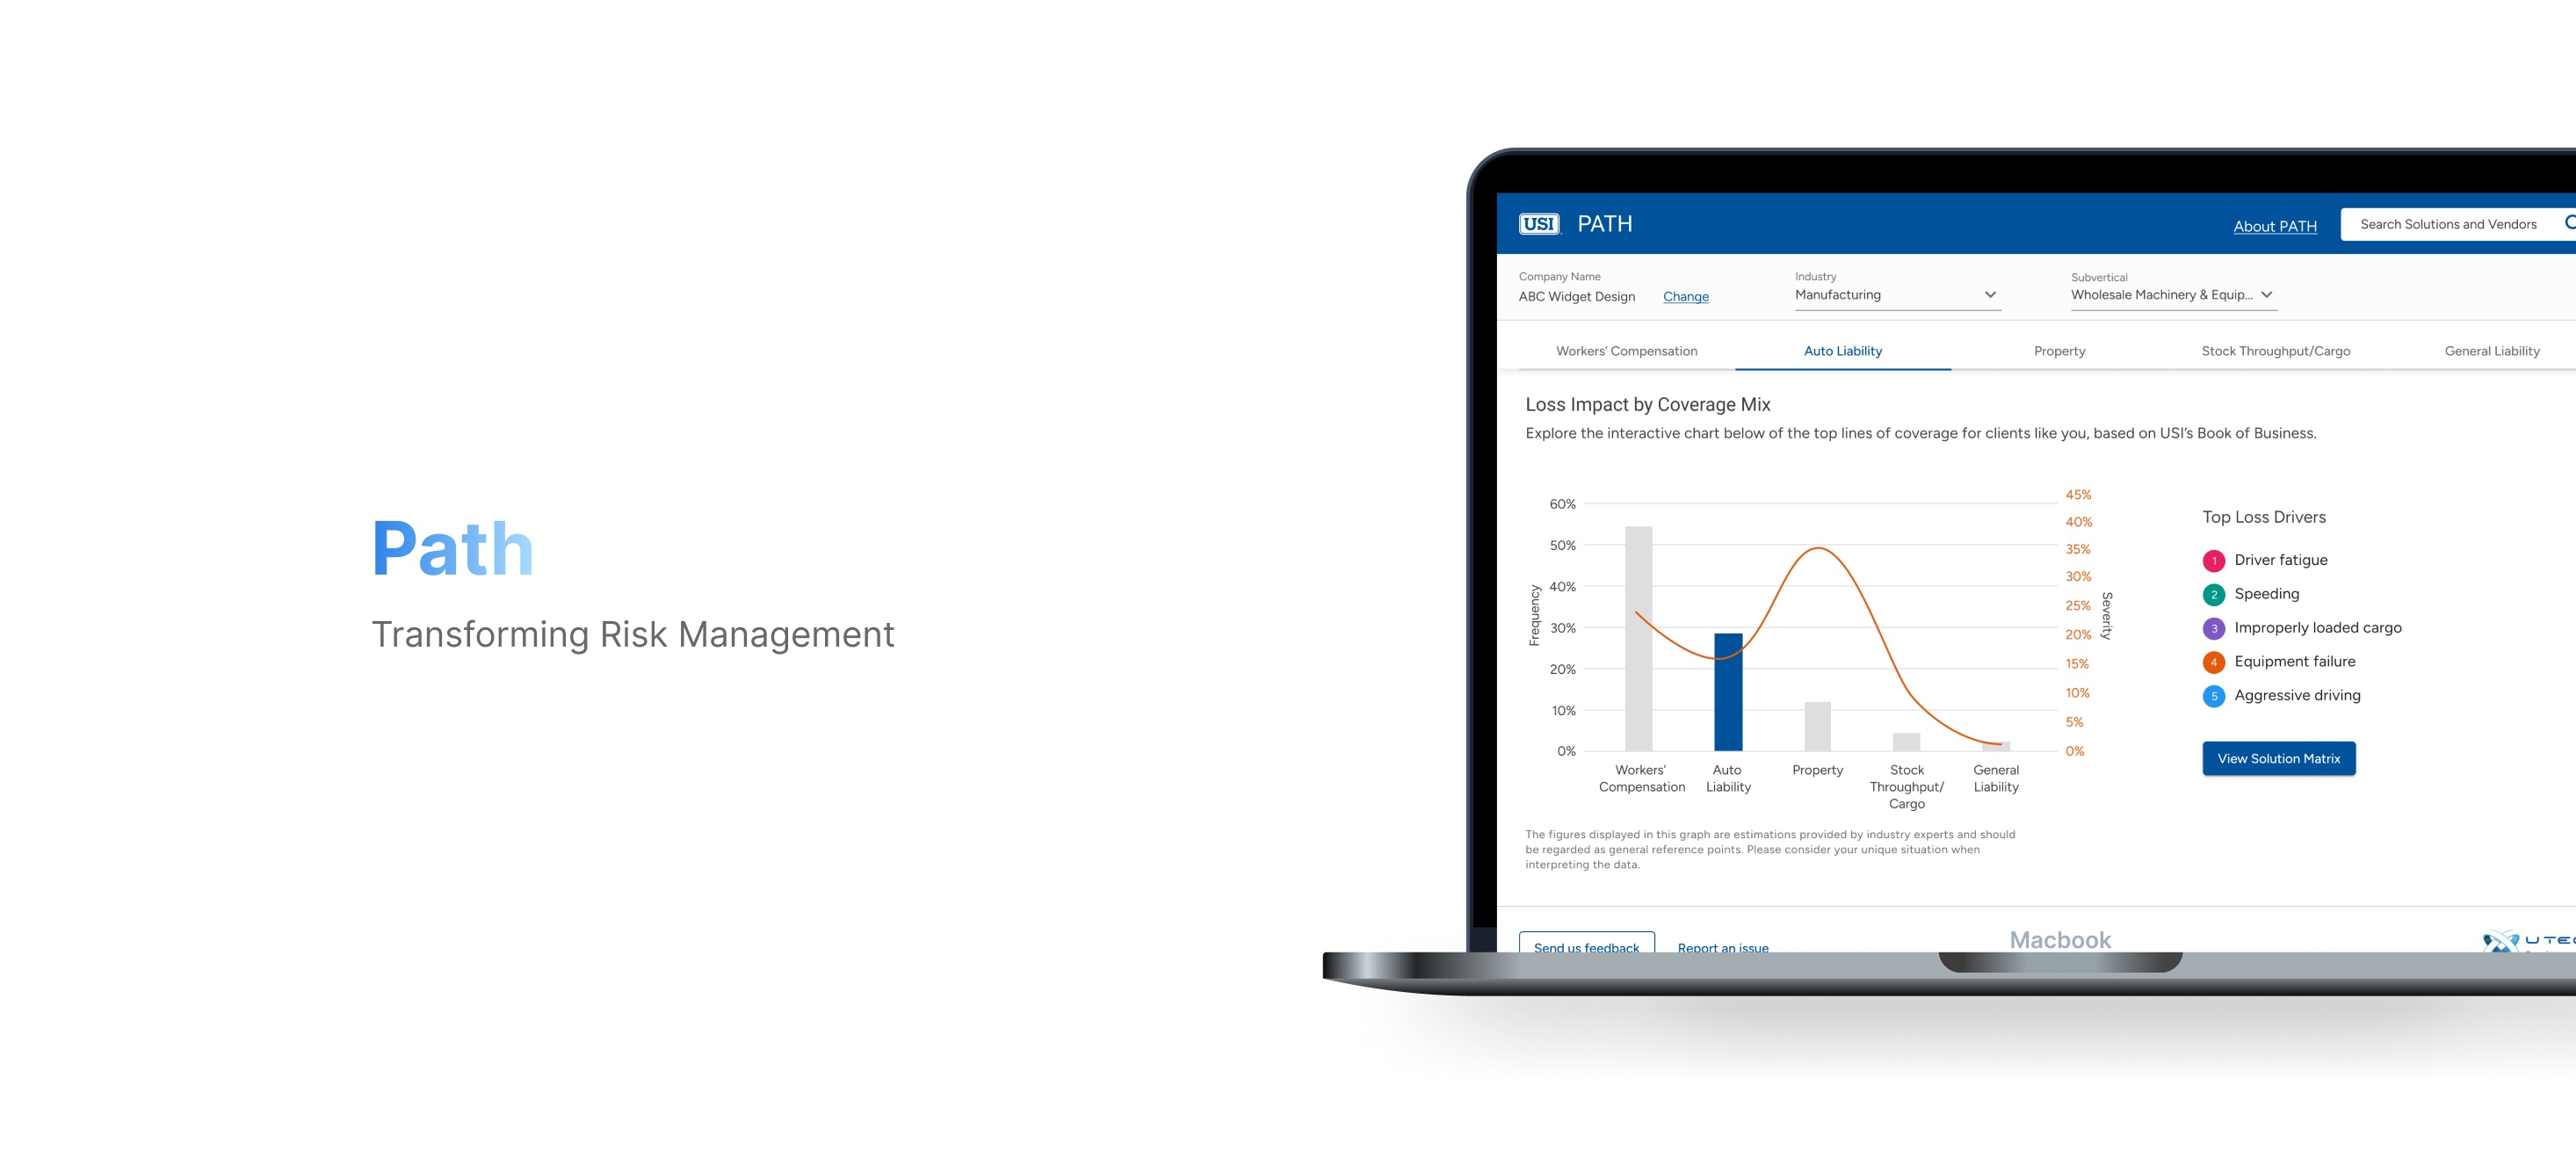 Path
Transforming Risk Management
USI PATH
About PATH
Search Solutions and Vendors
Company Name
ABC Widget Design Change
Industry
Manufacturing
Subvertical
Wholesale Machinery & Equip...
Workers' Compensation
Auto Liability
Property
Stock Throughput/Cargo
General Liability
Loss Impact by Coverage Mix
Explore the interactive chart below of the top lines of coverage for clients like you, based on USI's Book of Business.
Frequency
60%
50%
40%
30%
20%
10%
0%
45%
40%
35%
30%
25%
20%
15%
10%
5%
0%
Severity
Workers'
Compensation
Auto
Liability
Property
Stock
Throughput/
Cargo
General
Liability
The figures displayed in this graph are estimations provided by industry experts and should
be regarded as general reference points. Please consider your unique situation when
interpreting the data.
Top Loss Drivers
1 Driver fatigue
2 Speeding
3 Improperly loaded cargo
4 Equipment failure
5 Aggressive driving
View Solution Matrix
Send us feedback
Report an issue
Macbook